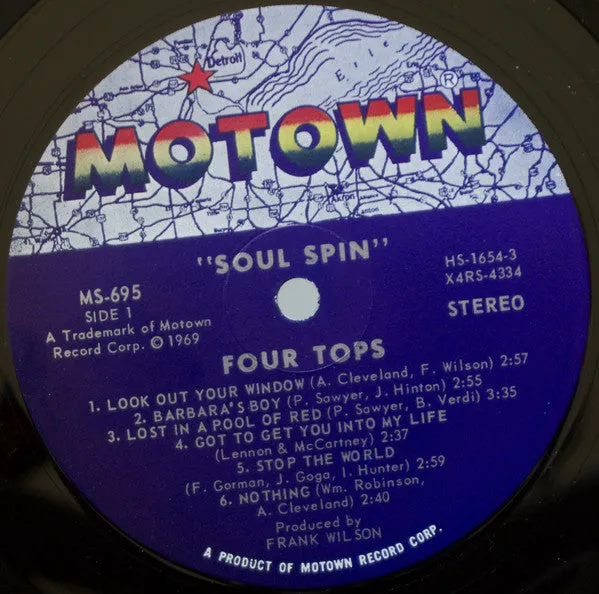 Detroit
Erie
MOTOWN®
Akron
Canton
"SOUL SPIN"
MS-695
SIDE 1
A Trademark of Motown
Record Corp. © 1969
HS-1654-3
X4RS-4334
STEREO
FOUR TOPS
1. LOOK OUT YOUR WINDOW (A. Cleveland, F. Wilson) 2:57
2. BARBARA'S BOY (P. Sawyer, J. Hinton) 2:55
3. LOST IN A POOL OF RED (P. Sawyer, B. Verdi) 3:35
4. GOT TO GET YOU INTO MY LIFE
(Lennon & McCartney) 2:37
5. STOP THE WORLD
(F. Gorman, J. Goga, I. Hunter) 2:59
6. NOTHING (Wm. Robinson,
A. Cleveland) 2:40
Produced by
FRANK WILSON
A PRODUCT OF MOTOWN RECORD CORP.